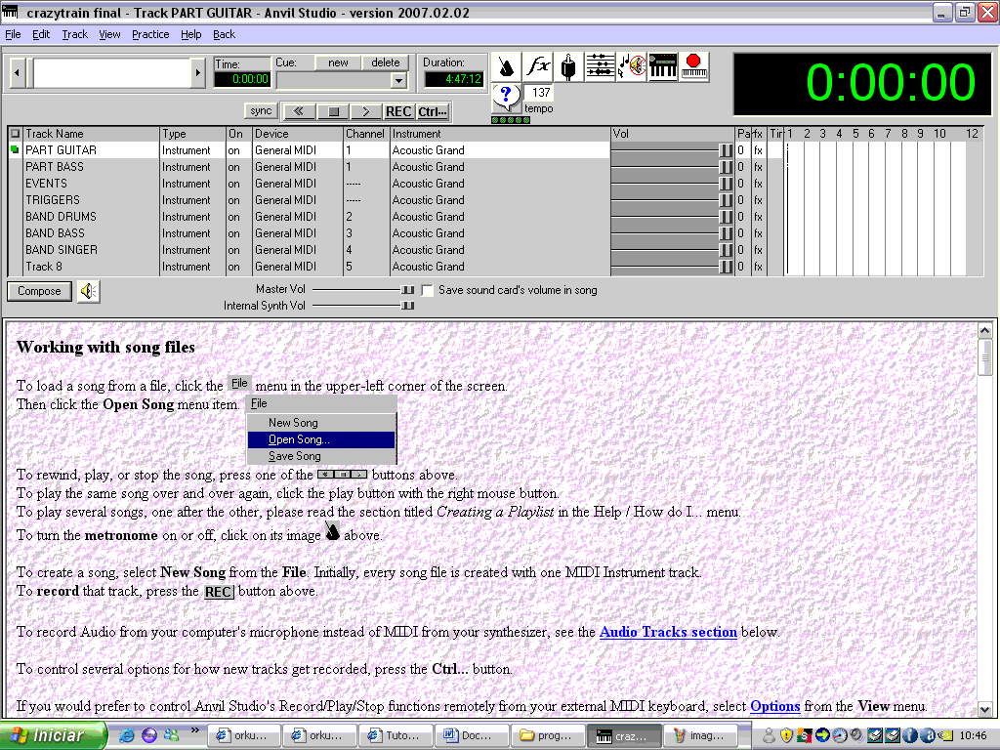 crazytrain final - Track PART GUITAR - Anvil Studio - version 2007.02.02
File Edit Track View Practice Help Back
Time: Cue: new delete Duration:
0:00:00 4:47:12
fx
137
tempo
0:00:00
sync REC Ctrl...
Track Name Type On Device Channel Instrument Vol Pa fx Tir 1 2 3 4 5 6 7 8 9 10 12
PART GUITAR Instrument on General MIDI 1 Acoustic Grand 0 fx
PART BASS Instrument on General MIDI 1 Acoustic Grand 0 fx
EVENTS Instrument on General MIDI ----- Acoustic Grand 0 fx
TRIGGERS Instrument on General MIDI ----- Acoustic Grand 0 fx
BAND DRUMS Instrument on General MIDI 2 Acoustic Grand 0 fx
BAND BASS Instrument on General MIDI 3 Acoustic Grand 0 fx
BAND SINGER Instrument on General MIDI 4 Acoustic Grand 0 fx
Track 8 Instrument on General MIDI 5 Acoustic Grand 0 fx
Compose Master Vol Save sound card's volume in song
Internal Synth Vol
Working with song files
To load a song from a file, click the File menu in the upper-left corner of the screen.
Then click the Open Song menu item. File
New Song
Open Song...
Save Song
To rewind, play, or stop the song, press one of the buttons above.
To play the same song over and over again, click the play button with the right mouse button.
To play several songs, one after the other, please read the section titled Creating a Playlist in the Help / How do I... menu.
To turn the metronome on or off, click on its image above.
To create a song, select New Song from the File. Initially, every song file is created with one MIDI Instrument track.
To record that track, press the REC button above.
To record Audio from your computer's microphone instead of MIDI from your synthesizer, see the Audio Tracks section below.
To control several options for how new tracks get recorded, press the Ctrl... button.
If you would prefer to control Anvil Studio's Record/Play/Stop functions remotely from your external MIDI keyboard, select Options from the View menu.
Iniciar orku... orku... Tuto... Doc... prog... craz... imag... 10:46